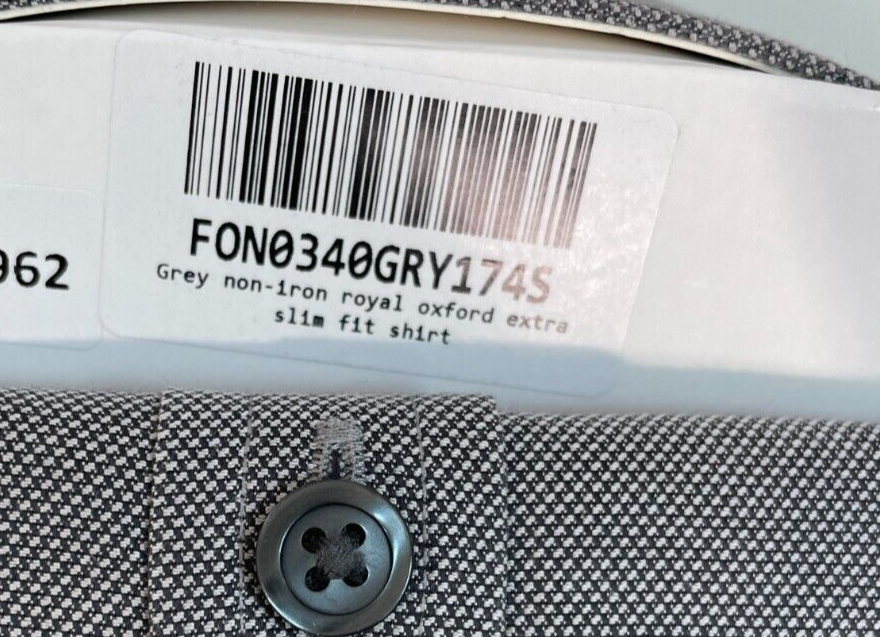 FON0340GRY174S
Grey non-iron royal oxford extra
slim fit shirt
962